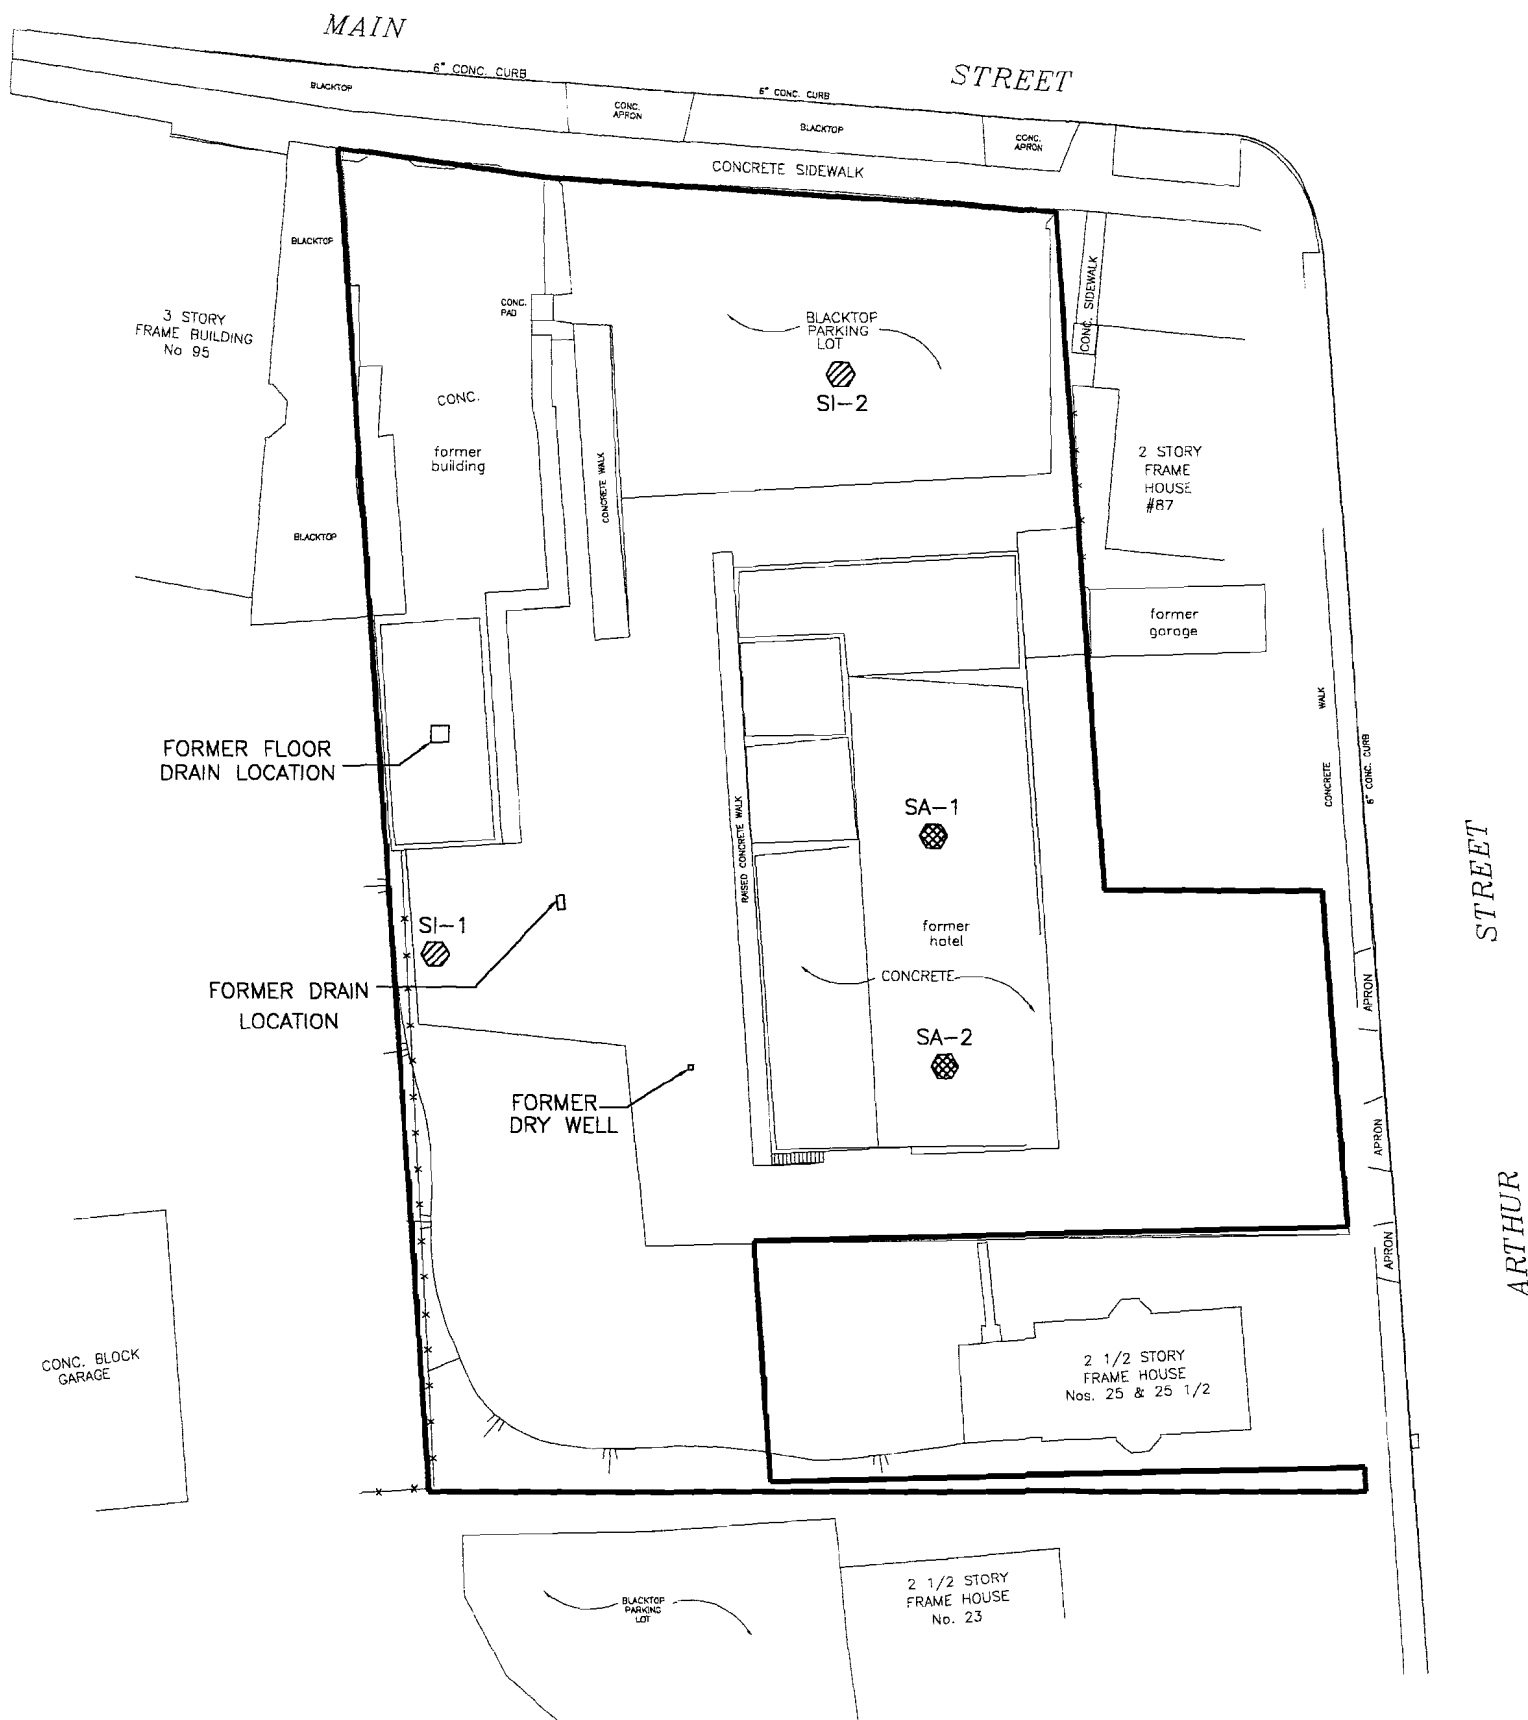 MAIN
STREET
6" CONC. CURB
6" CONC. CURB
BLACKTOP
CONC.
APRON
BLACKTOP
CONC.
APRON
CONCRETE SIDEWALK
BLACKTOP
3 STORY
FRAME BUILDING
No 95
CONC.
PAD
BLACKTOP
PARKING
LOT
SI-2
CONC. SIDEWALK
CONC.
former
building
CONCRETE WALK
2 STORY
FRAME
HOUSE
#87
BLACKTOP
former
garage
FORMER FLOOR
DRAIN LOCATION
WALK
CONCRETE
6" CONC. CURB
RAISED CONCRETE WALK
SA-1
STREET
SI-1
former
hotel
CONCRETE
FORMER DRAIN
LOCATION
APRON
SA-2
FORMER
DRY WELL
APRON
ARTHUR
APRON
CONC. BLOCK
GARAGE
2 1/2 STORY
FRAME HOUSE
Nos. 25 & 25 1/2
BLACKTOP
PARKING
LOT
2 1/2 STORY
FRAME HOUSE
No. 23